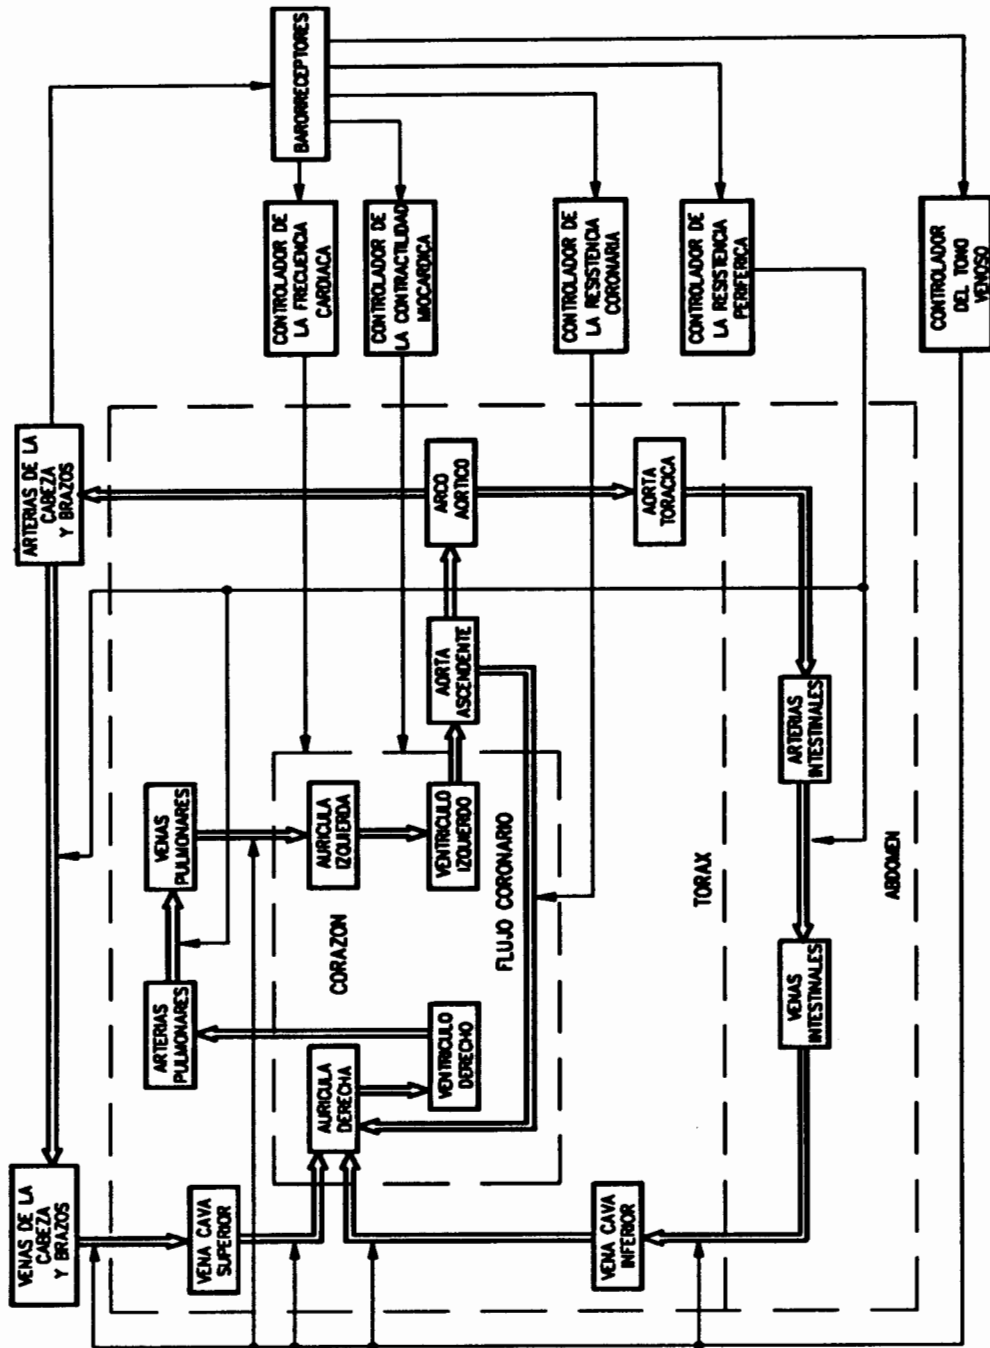 VENAS DE LA
CABEZA
Y BRAZOS
ARTERIAS DE LA
CABEZA
Y BRAZOS
BARORRECEPTORES
VENA CAVA
SUPERIOR
ARTERIAS
PULMONARES
VENAS
PULMONARES
CONTROLADOR DE
LA FRECUENCIA
CARDIACA
AURICULA
DERECHA
CORAZON
AURICULA
IZQUIERDA
CONTROLADOR DE
LA CONTRACTILIDAD
MIOCARDICA
VENTRICULO
DERECHO
VENTRICULO
IZQUIERDO
AORTA
ASCENDENTE
ARCO
AORTICO
FLUJO CORONARIO
CONTROLADOR DE
LA RESISTENCIA
CORONARIA
VENA CAVA
INFERIOR
AORTA
TORACICA
TORAX
CONTROLADOR DE
LA RESISTENCIA
PERIFERICA
VENAS
INTESTINALES
ARTERIAS
INTESTINALES
ABDOMEN
CONTROLADOR
DEL TONO
VENOSO